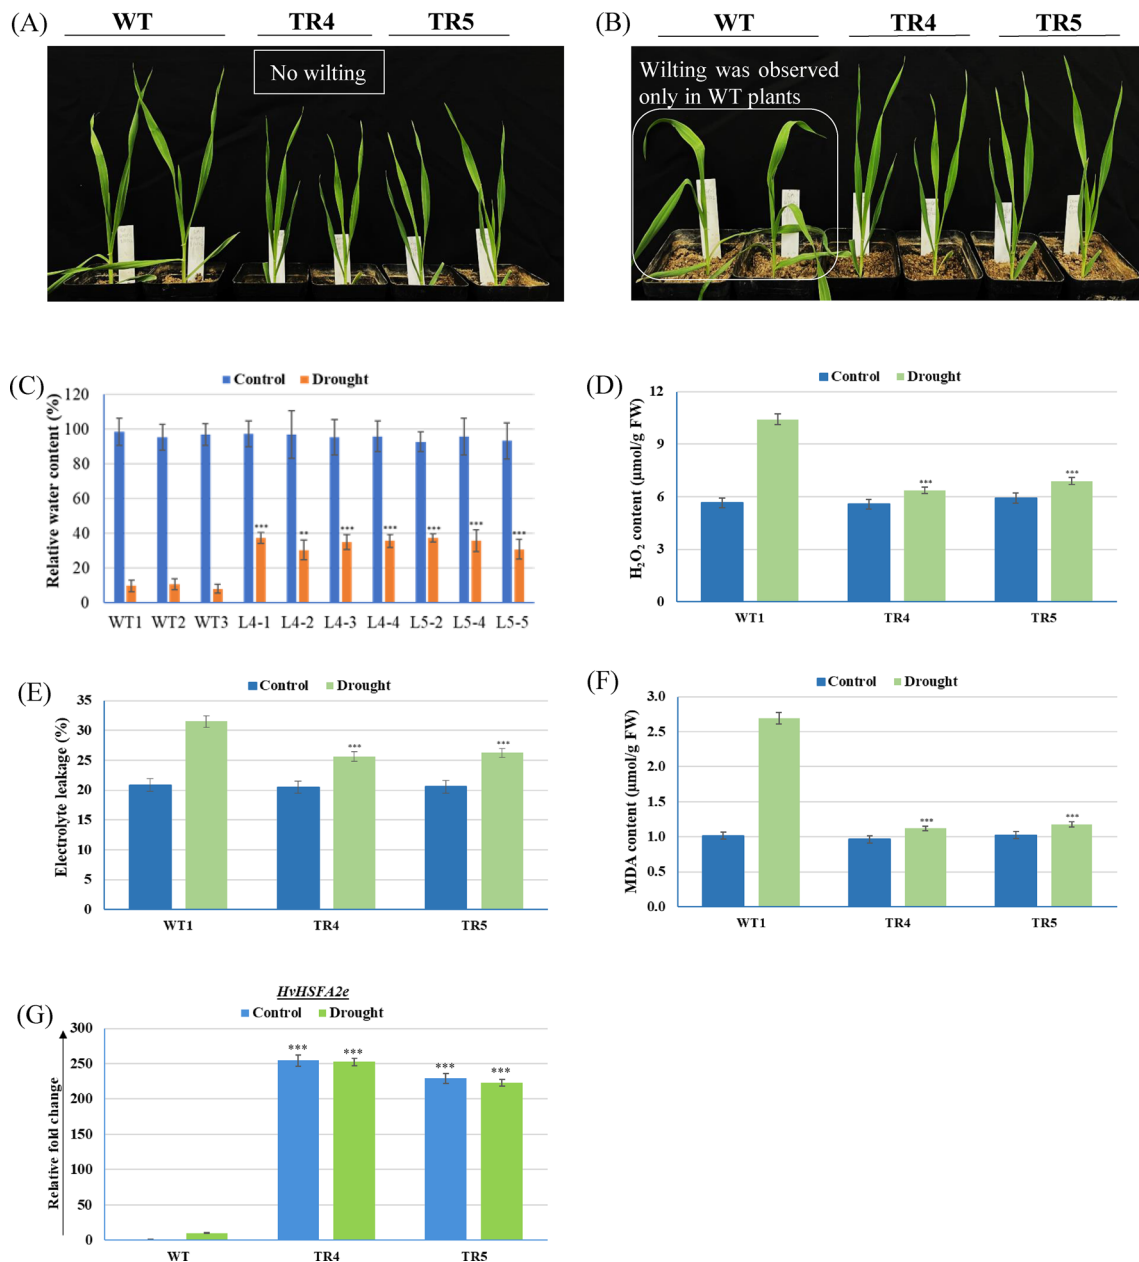 (A)
WT TR4 TR5
No wilting
(B)
WT TR4 TR5
Wilting was observed
only in WT plants
(C)
Control Drought
Relative water content (%)
120
100
80
60
40
20
0
*** ** *** *** *** *** ***
WT1 WT2 WT3 L4-1 L4-2 L4-3 L4-4 L5-2 L5-4 L5-5
(D)
Control Drought
H₂O₂ content (µmol/g FW)
12
9
6
3
0
*** ***
WT1 TR4 TR5
(E)
Control Drought
Electrolyte leakage (%)
35
30
25
20
15
10
5
0
*** ***
WT1 TR4 TR5
(F)
Control Drought
MDA content (µmol/g FW)
3.0
2.5
2.0
1.5
1.0
0.5
0.0
*** ***
WT1 TR4 TR5
(G)
HvHSFA2e
Control Drought
Relative fold change
300
250
200
150
100
50
0
*** *** *** ***
WT TR4 TR5